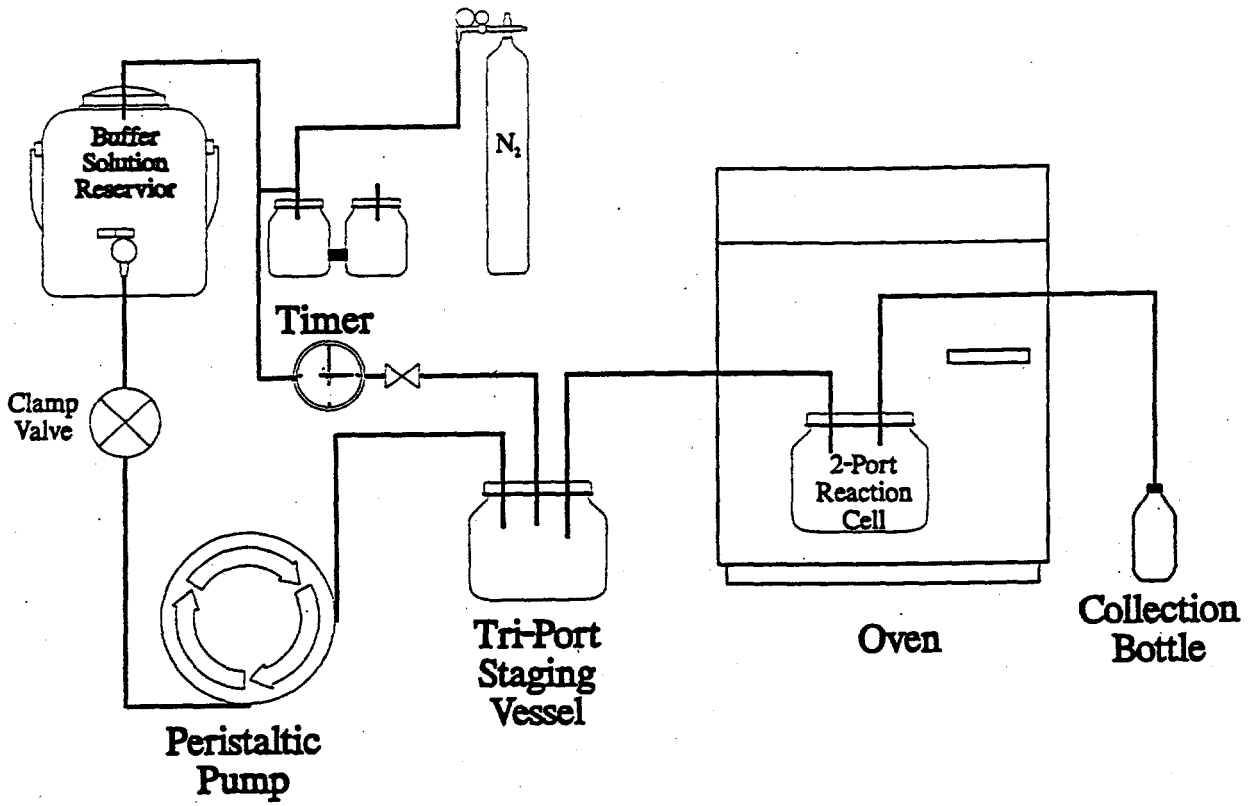 Buffer
Solution
Reservior
N₂
Timer
Clamp
Valve
2-Port
Reaction
Cell
Tri-Port
Staging
Vessel
Oven
Collection
Bottle
Peristaltic
Pump